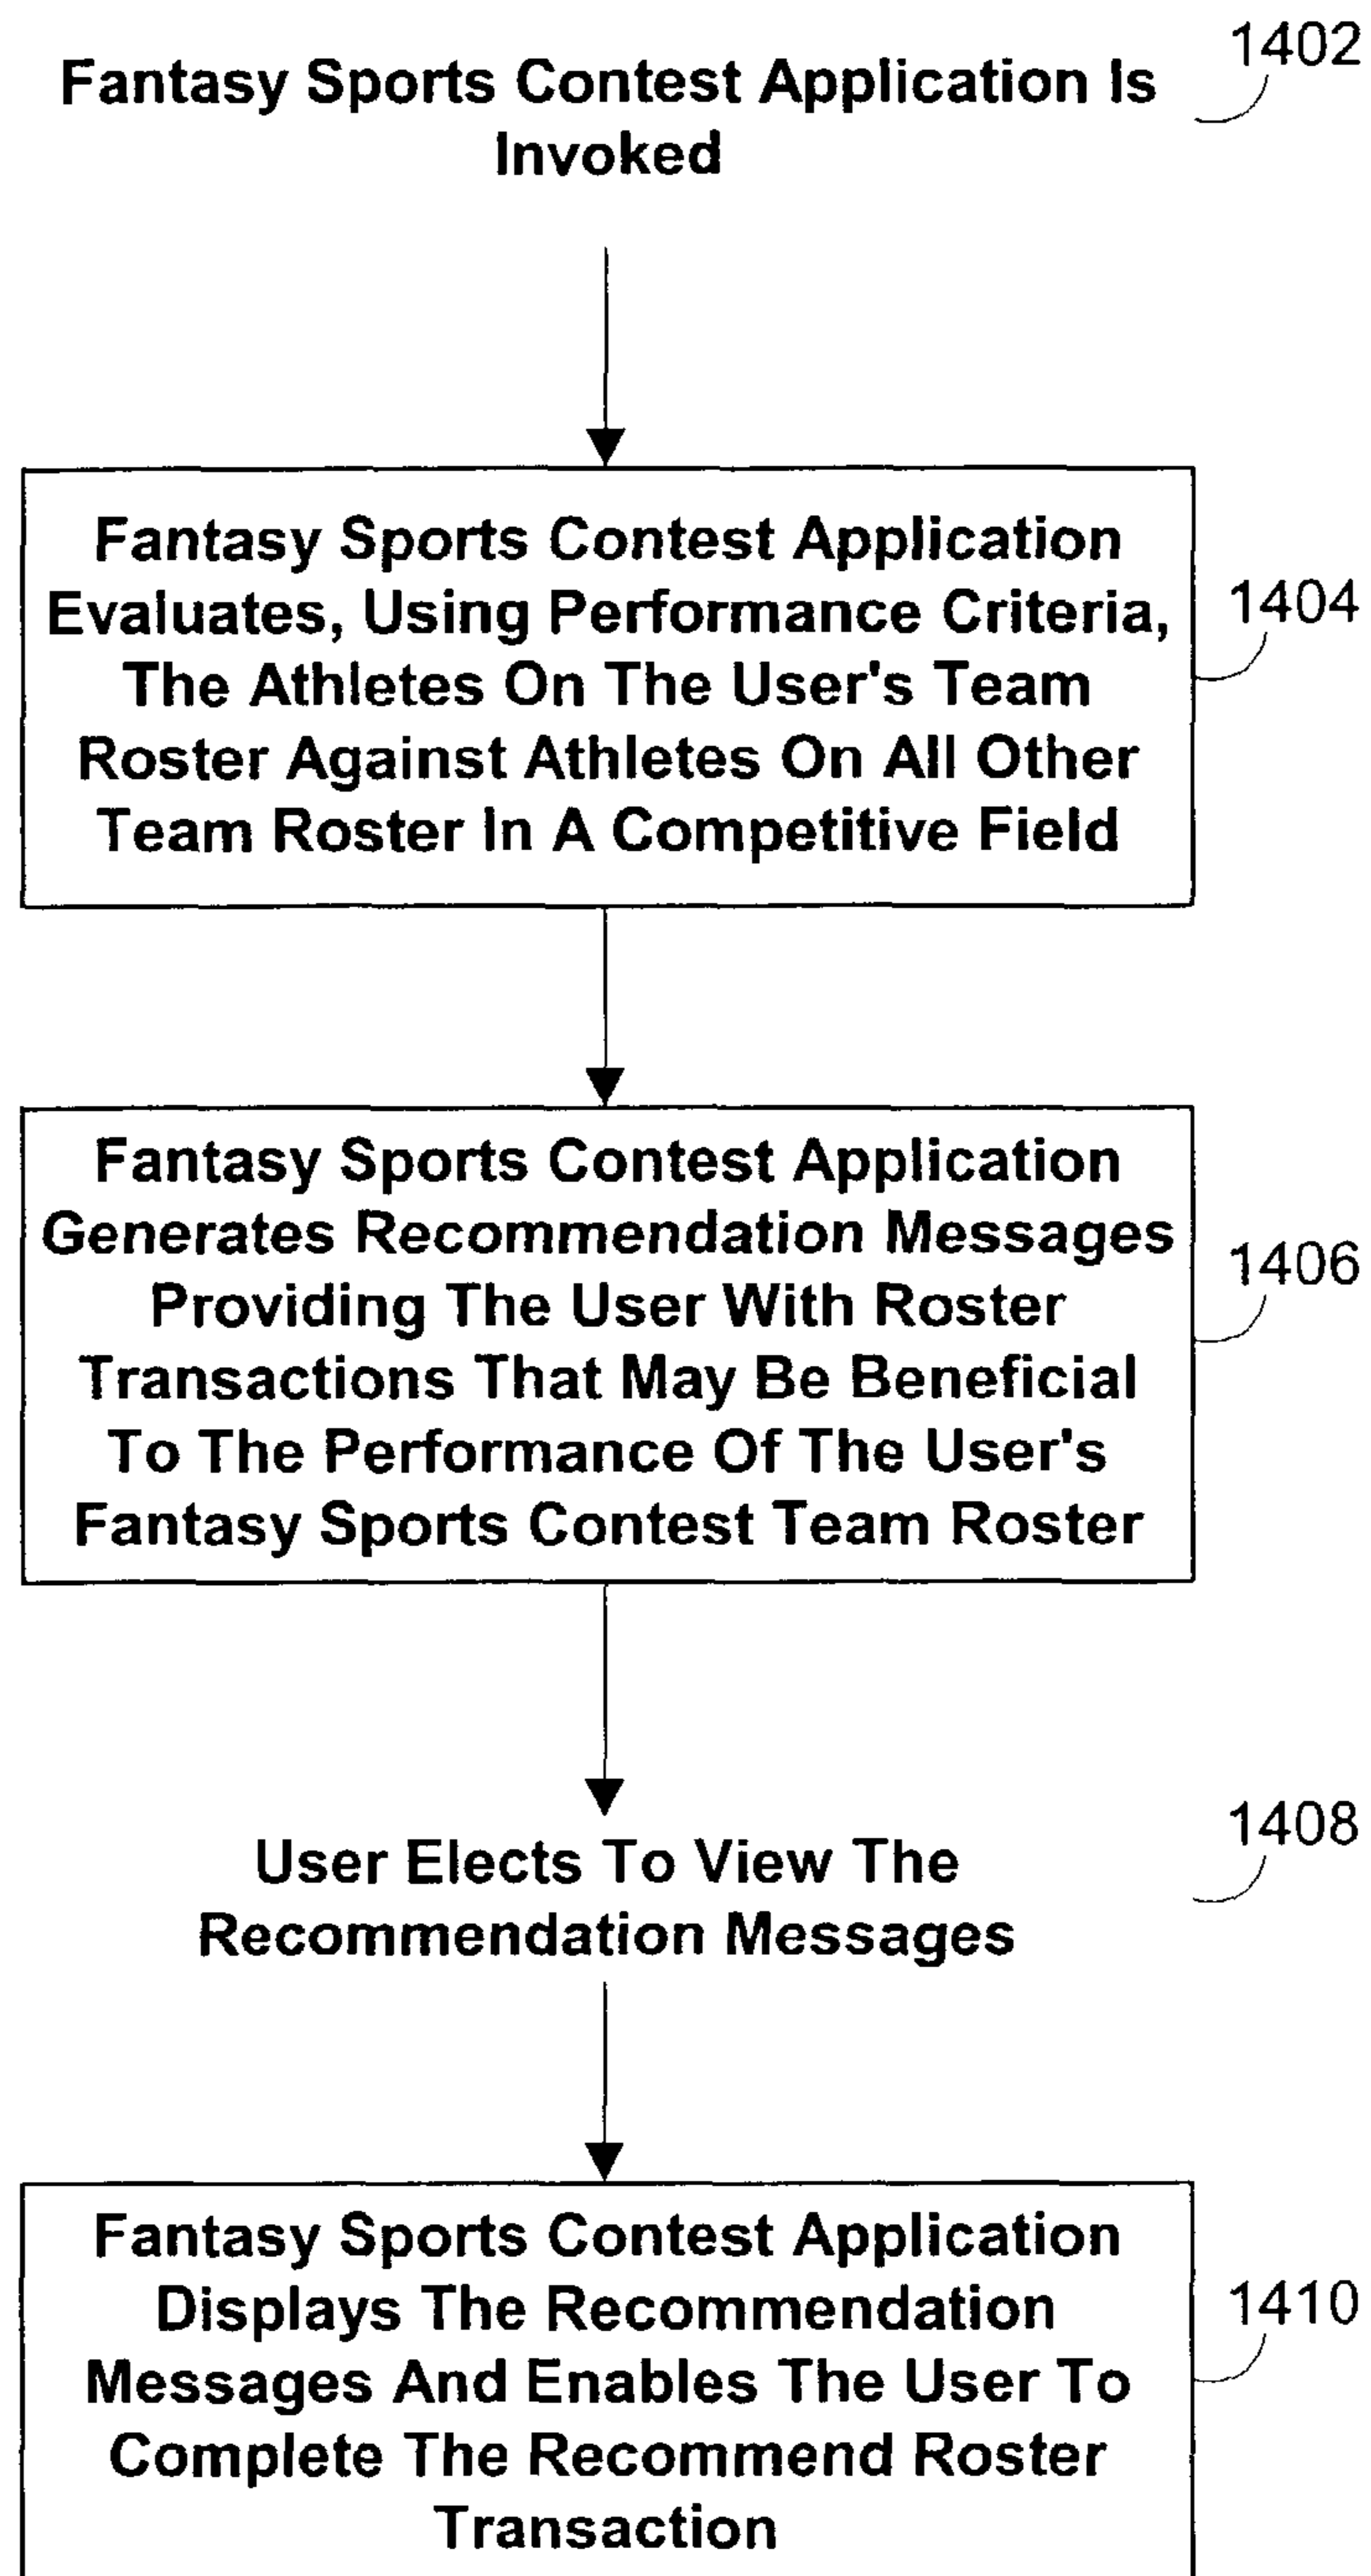 1402
Fantasy Sports Contest Application Is
Invoked
Fantasy Sports Contest Application
Evaluates, Using Performance Criteria,
The Athletes On The User's Team
Roster Against Athletes On All Other
Team Roster In A Competitive Field
1404
Fantasy Sports Contest Application
Generates Recommendation Messages
Providing The User With Roster
Transactions That May Be Beneficial
To The Performance Of The User's
Fantasy Sports Contest Team Roster
1406
User Elects To View The
Recommendation Messages
1408
Fantasy Sports Contest Application
Displays The Recommendation
Messages And Enables The User To
Complete The Recommend Roster
Transaction
1410